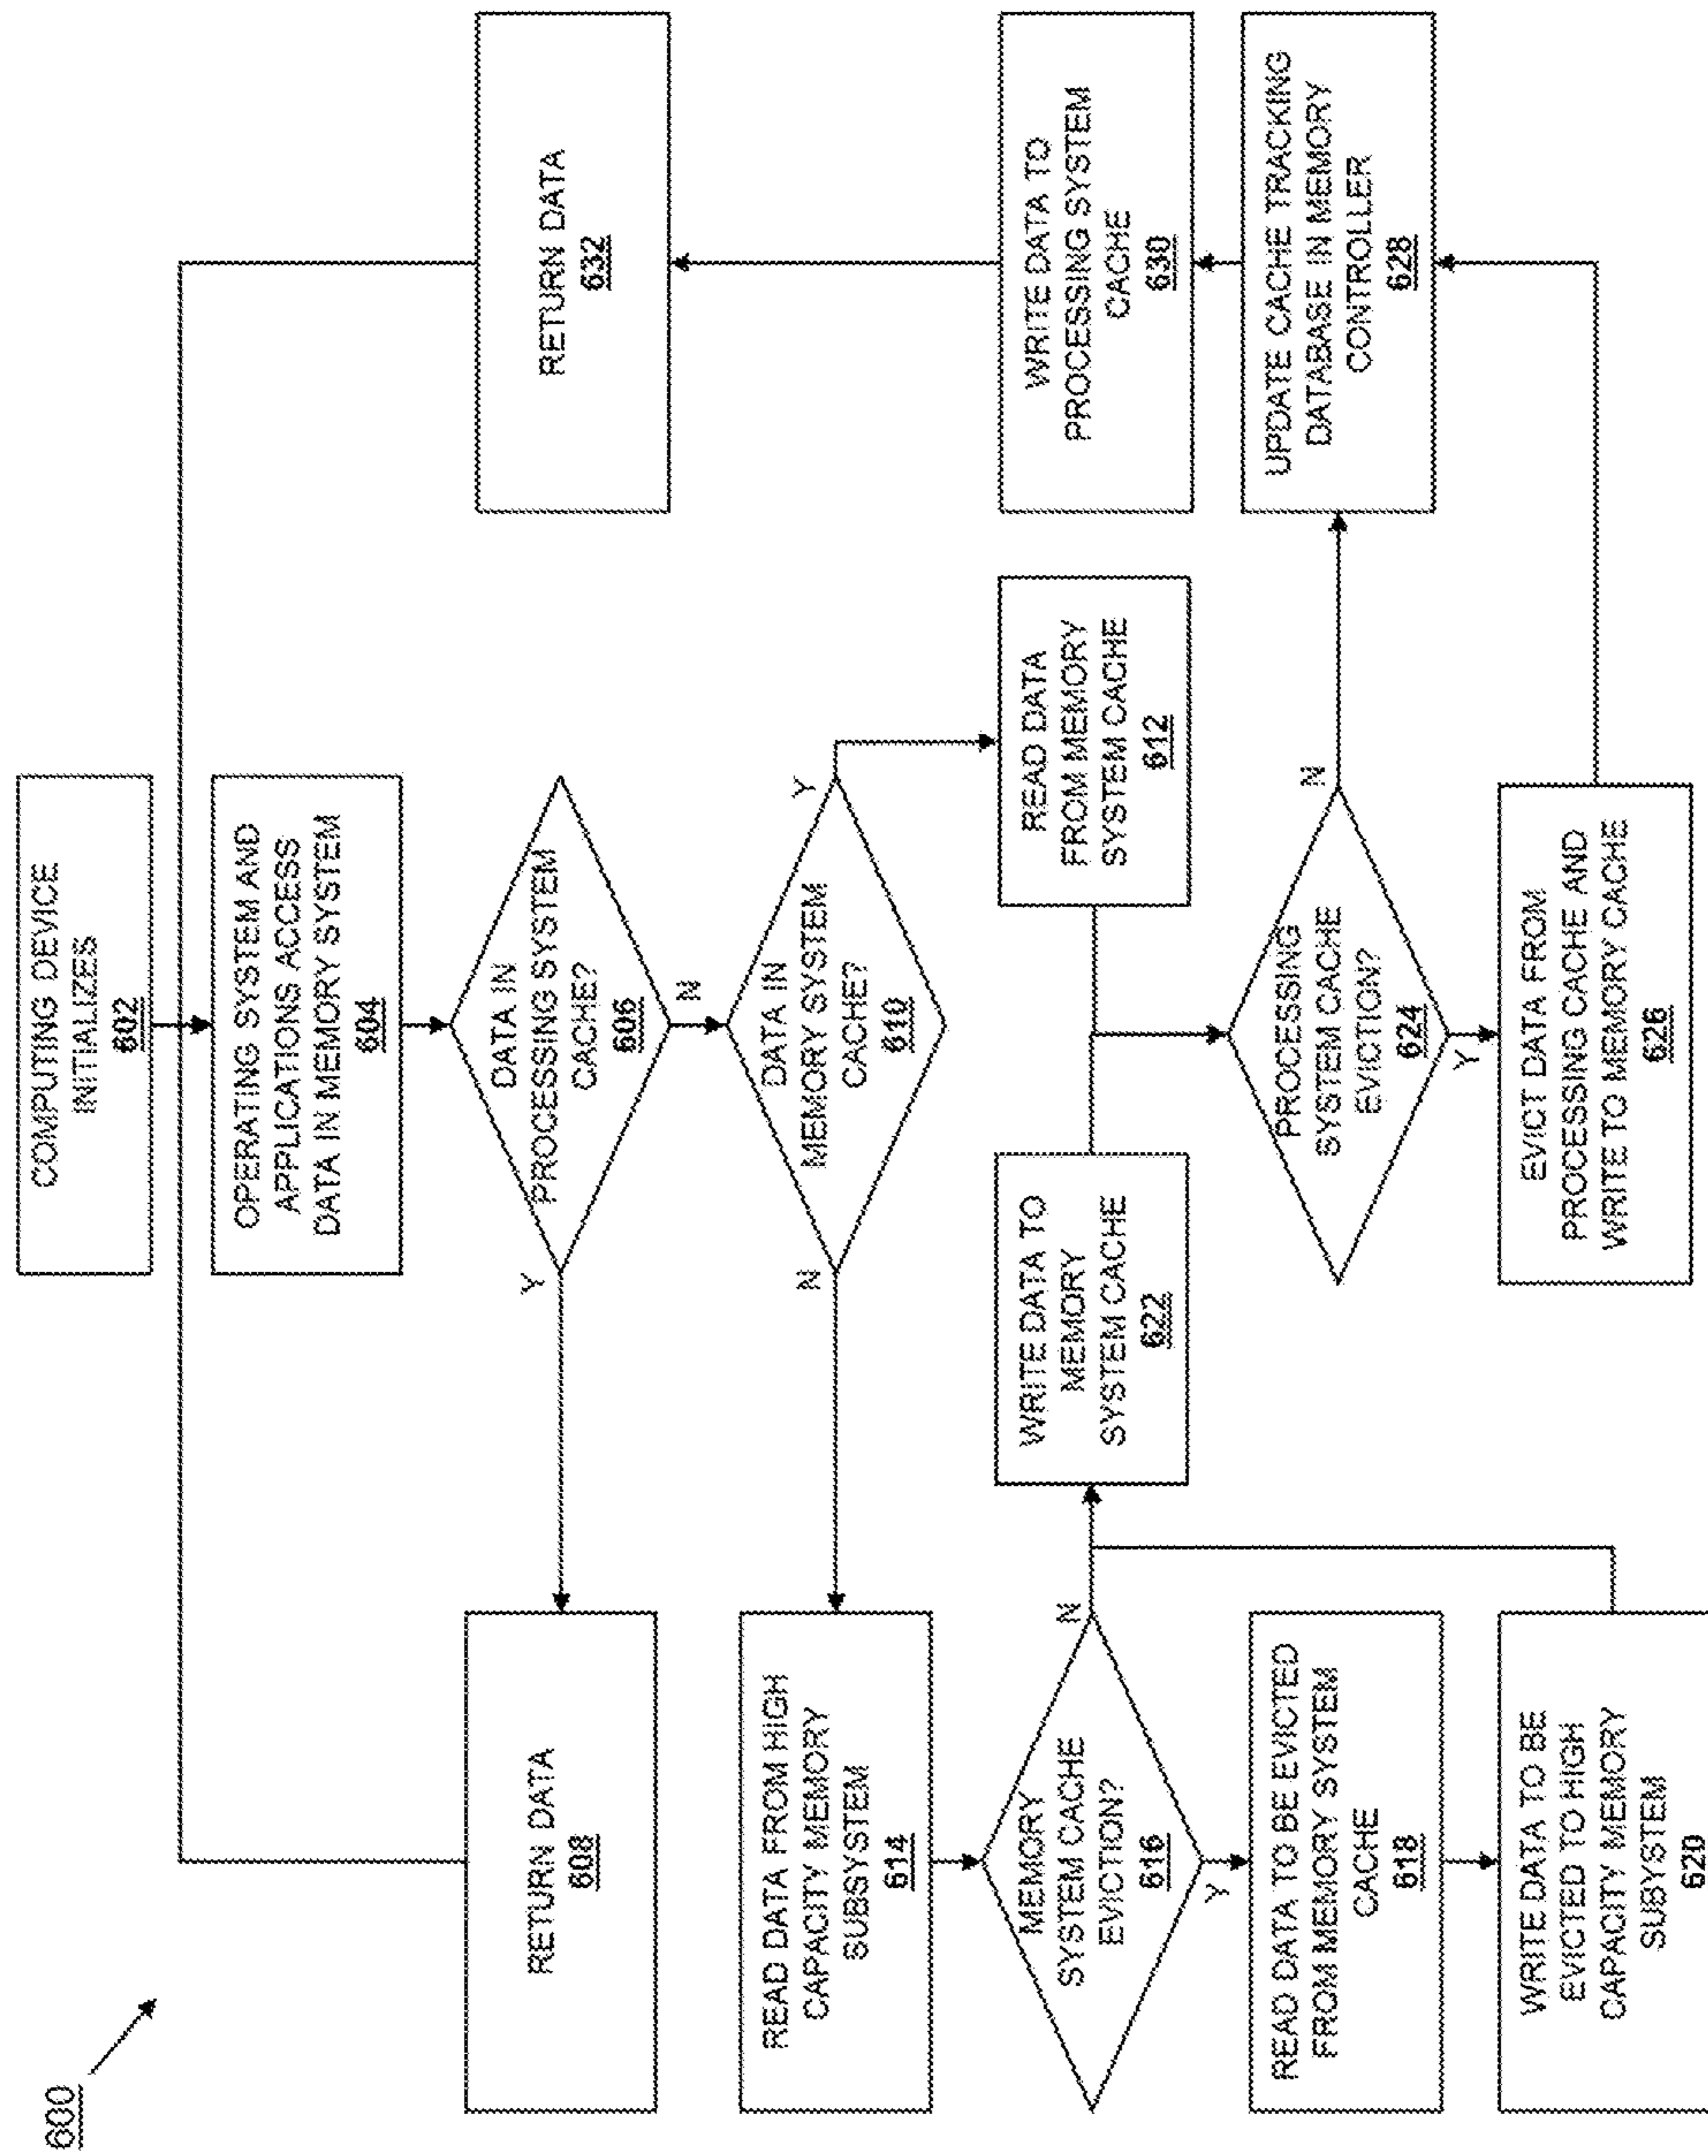 600
COMPUTING DEVICE
INITIALIZES
602
OPERATING SYSTEM AND
APPLICATIONS ACCESS
DATA IN MEMORY SYSTEM
604
DATA IN
PROCESSING SYSTEM
CACHE?
606
Y
N
RETURN DATA
608
DATA IN
MEMORY SYSTEM
CACHE?
610
N
Y
READ DATA
FROM MEMORY
SYSTEM CACHE
612
READ DATA FROM HIGH
CAPACITY MEMORY
SUBSYSTEM
614
MEMORY
SYSTEM CACHE
EVICTION?
616
N
Y
READ DATA TO BE EVICTED
FROM MEMORY SYSTEM
CACHE
618
WRITE DATA TO BE
EVICTED TO HIGH
CAPACITY MEMORY
SUBYSTEM
620
WRITE DATA TO
MEMORY
SYSTEM CACHE
622
PROCESSING
SYSTEM CACHE
EVICTION?
624
N
Y
EVICT DATA FROM
PROCESSING CACHE AND
WRITE TO MEMORY CACHE
626
UPDATE CACHE TRACKING
DATABASE IN MEMORY
CONTROLLER
628
WRITE DATA TO
PROCESSING SYSTEM
CACHE
630
RETURN DATA
632